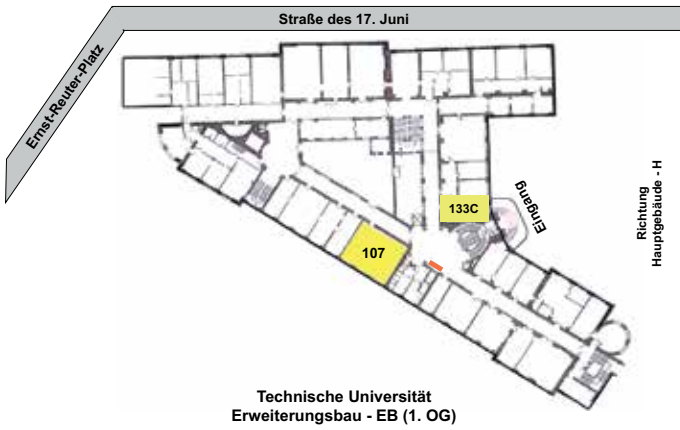 Straße des 17. Juni
Ernst-Reuter-Platz
133C
Eingang
Richtung
Hauptgebäude - H
107
Technische Universität
Erweiterungsbau - EB (1. OG)